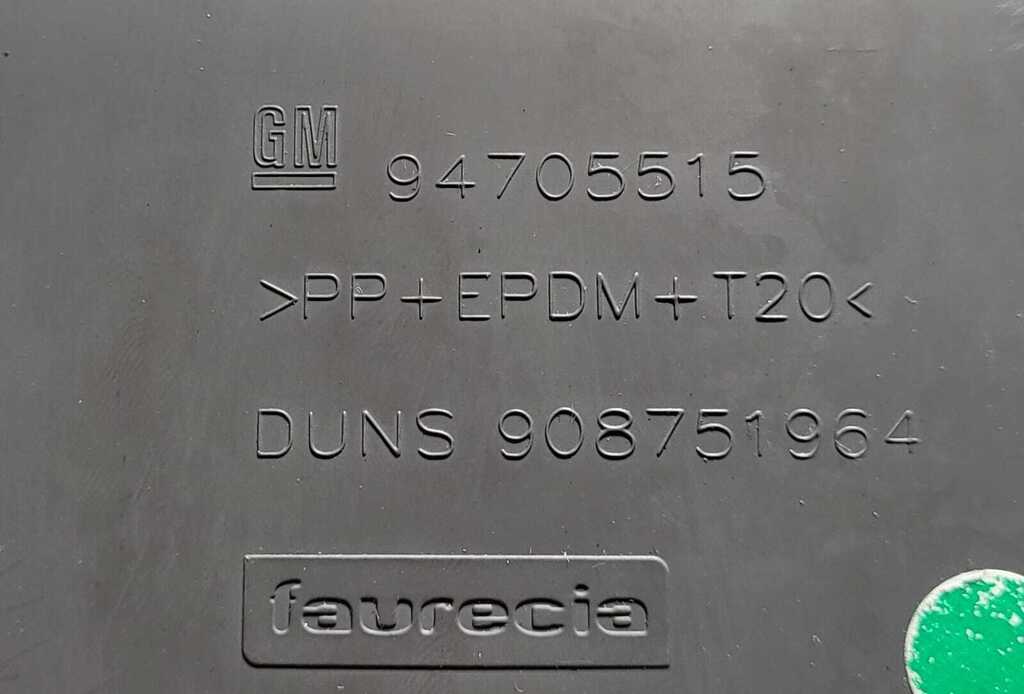 GM 94705515
>PP+EPDM+T20<
DUNS 908751964
faurecia